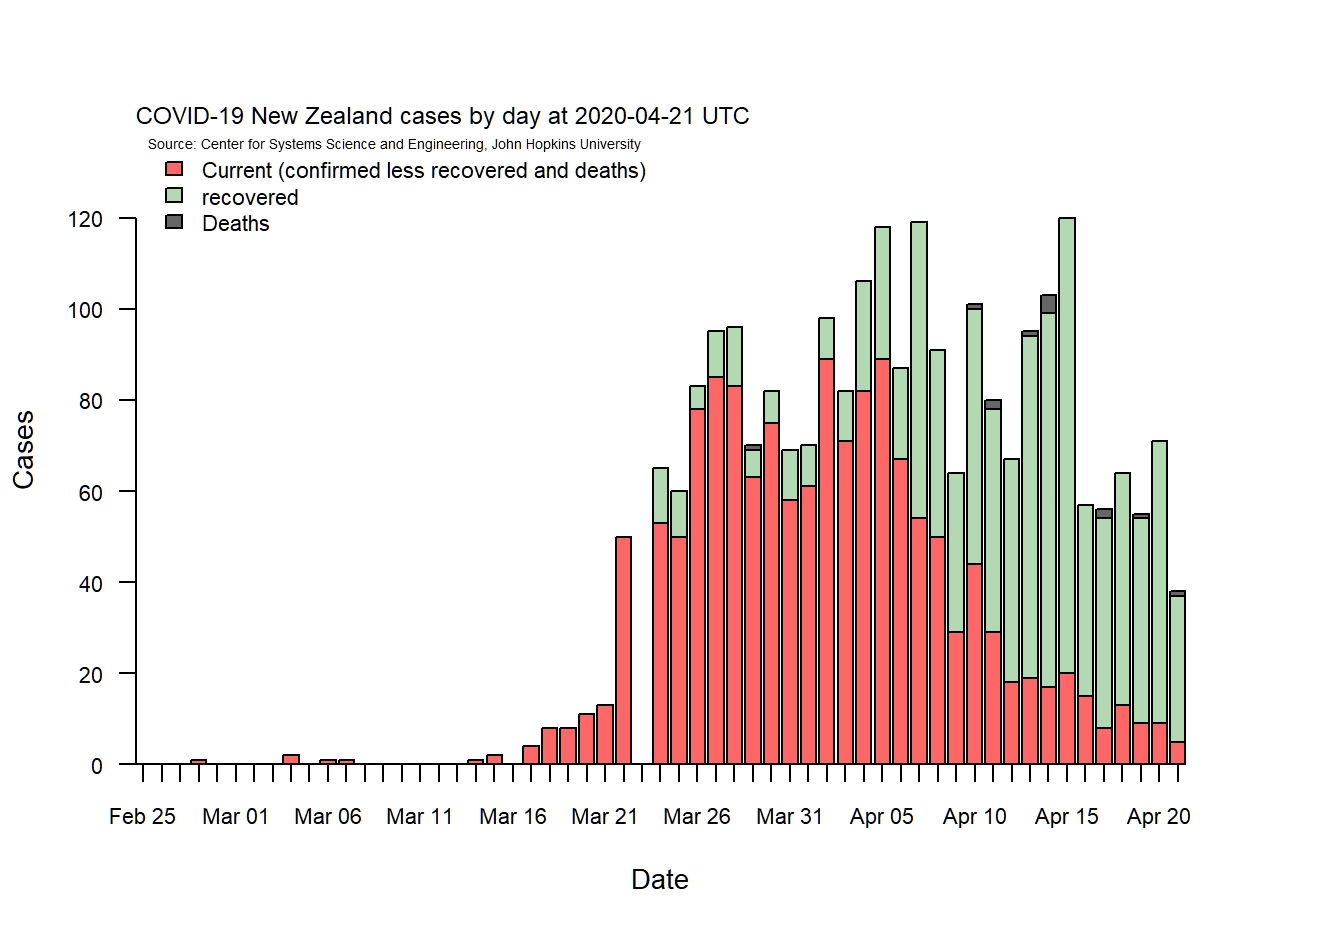 COVID-19 New Zealand cases by day at 2020-04-21 UTC
Source: Center for Systems Science and Engineering, John Hopkins University
Current (confirmed less recovered and deaths)
recovered
Deaths
120
100
80
60
40
20
0
Cases
Feb 25 Mar 01 Mar 06 Mar 11 Mar 16 Mar 21 Mar 26 Mar 31 Apr 05 Apr 10 Apr 15 Apr 20
Date